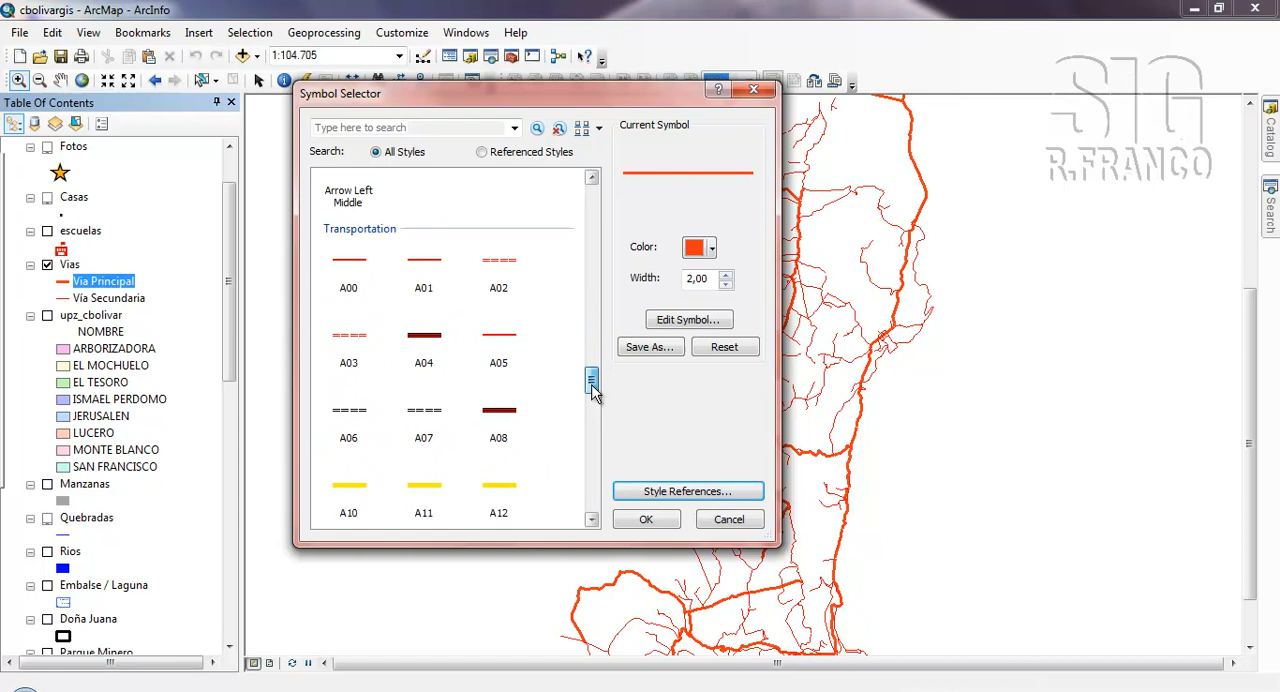 cbolivargis - ArcMap - ArcInfo
File Edit View Bookmarks Insert Selection Geoprocessing Customize Windows Help
1:104.705
Table Of Contents
Fotos
Casas
escuelas
Vias
Via Principal
Vía Secundaria
upz_cbolivar
NOMBRE
ARBORIZADORA
EL MOCHUELO
EL TESORO
ISMAEL PERDOMO
JERUSALEN
LUCERO
MONTE BLANCO
SAN FRANCISCO
Manzanas
Quebradas
Rios
Embalse / Laguna
Doña Juana
Parque Minero
Symbol Selector
Type here to search
Search: All Styles Referenced Styles
Arrow Left
Middle
Transportation
A00 A01 A02
A03 A04 A05
A06 A07 A08
A10 A11 A12
Current Symbol
Color:
Width: 2,00
Edit Symbol...
Save As... Reset
Style References...
OK Cancel
SIG
R.FRANCO
Catalog
Search